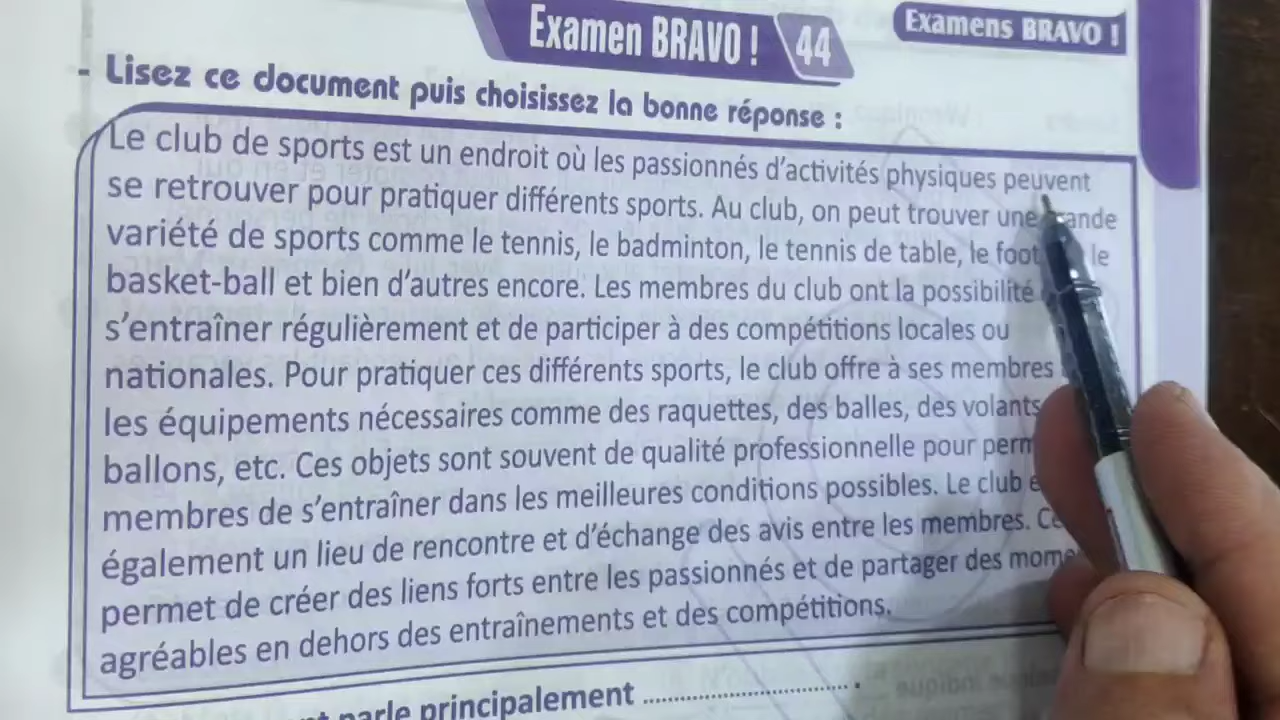 Examen BRAVO ! 44
Examens BRAVO !
- Lisez ce document puis choisissez la bonne réponse :
Le club de sports est un endroit où les passionnés d'activités physiques peuvent
se retrouver pour pratiquer différents sports. Au club, on peut trouver une
variété de sports comme le tennis, le badminton, le tennis de table, le foot le
basket-ball et bien d'autres encore. Les membres du club ont la possibilité
s'entraîner régulièrement et de participer à des compétitions locales ou
nationales. Pour pratiquer ces différents sports, le club offre à ses membres
les équipements nécessaires comme des raquettes, des balles, des volants
ballons, etc. Ces objets sont souvent de qualité professionnelle pour
membres de s'entraîner dans les meilleures conditions possibles. Le club
également un lieu de rencontre et d'échange des avis entre les membres.
permet de créer des liens forts entre les passionnés et de partager des
agréables en dehors des entraînements et des compétitions.
parle principalement .................................... .